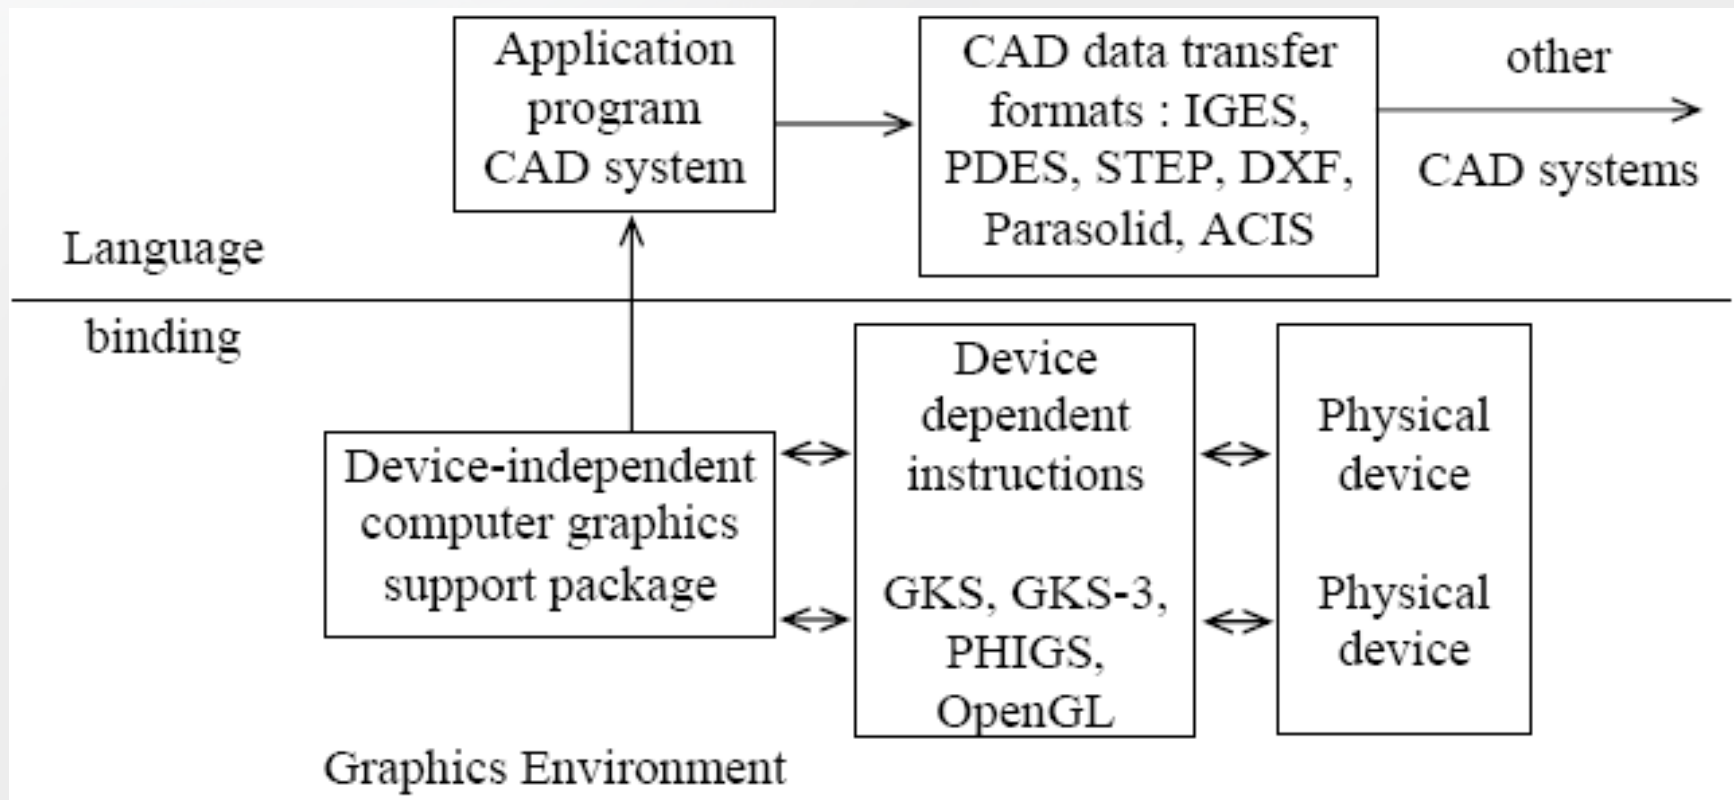 Application
program
CAD system
CAD data transfer
formats : IGES,
PDES, STEP, DXF,
Parasolid, ACIS
other
CAD systems
Language
binding
Device-independent
computer graphics
support package
Device
dependent
instructions
GKS, GKS-3,
PHIGS,
OpenGL
Physical
device
Physical
device
Graphics Environment